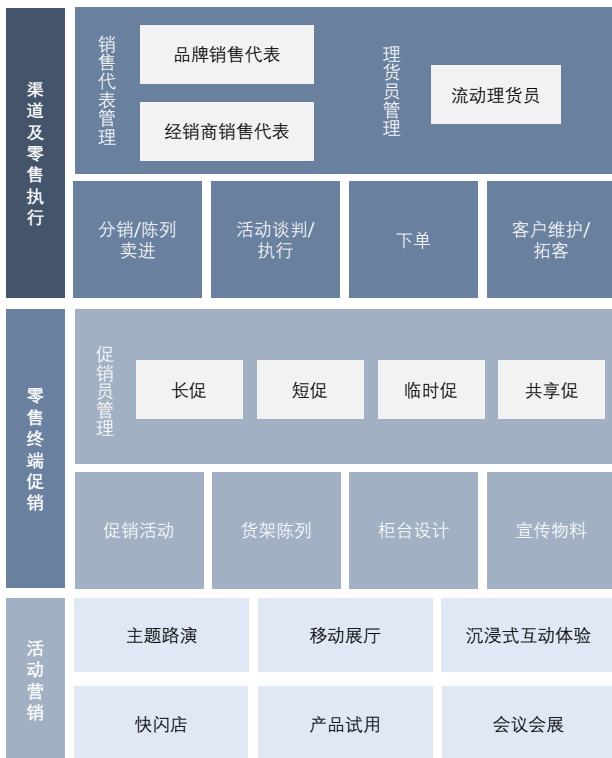 渠道及零售执行
销售代表管理
品牌销售代表
经销商销售代表
理货员管理
流动理货员
分销/陈列
卖进
活动谈判/
执行
下单
客户维护/
拓客
零售终端促销
促销员管理
长促
短促
临时促
共享促
促销活动
货架陈列
柜台设计
宣传物料
活动营销
主题路演
移动展厅
沉浸式互动体验
快闪店
产品试用
会议会展